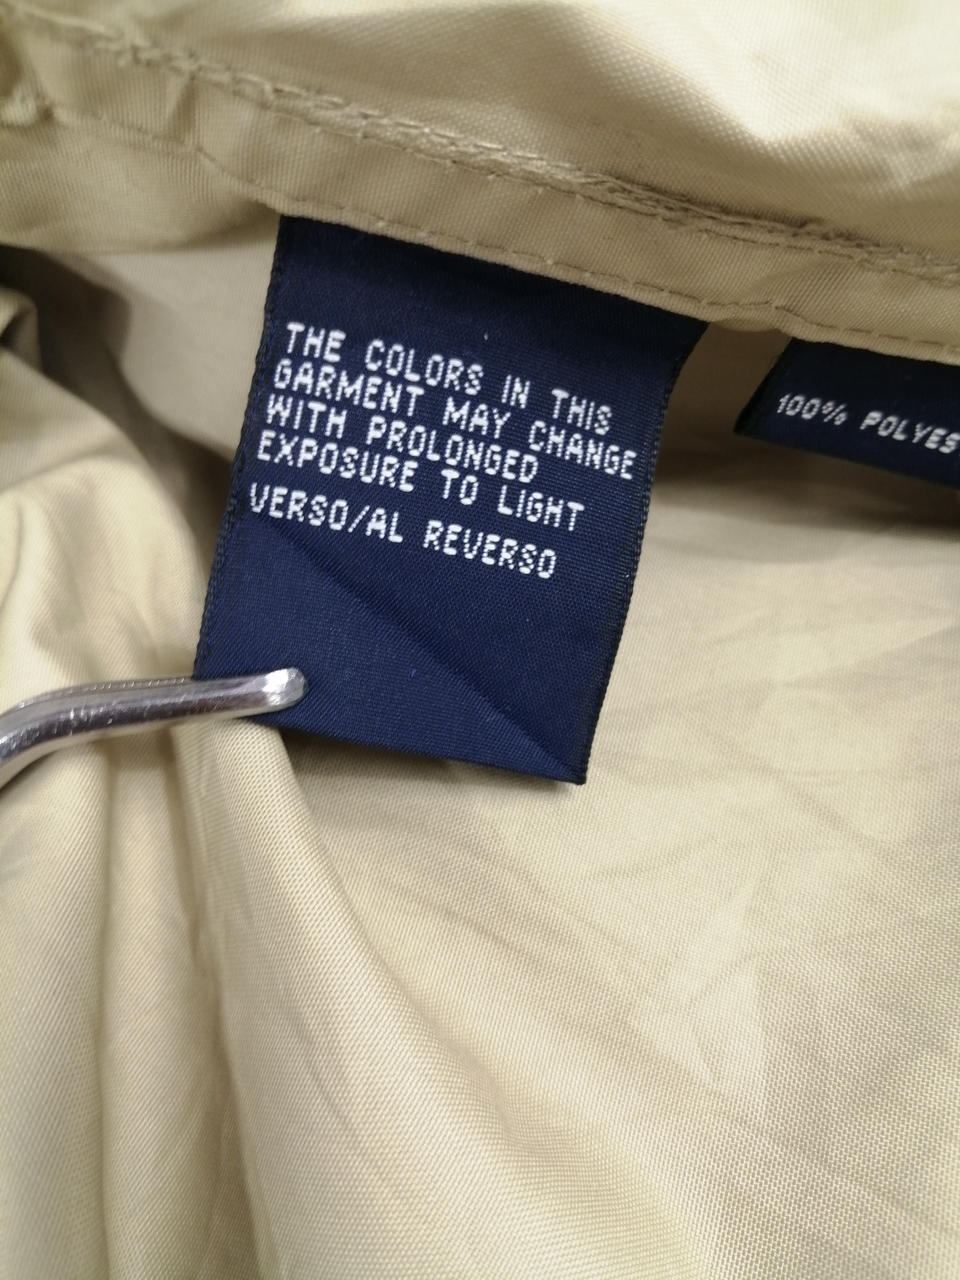 THE COLORS IN THIS
GARMENT MAY CHANGE
WITH PROLONGED
EXPOSURE TO LIGHT
VERSO/AL REVERSO
100% POLYES